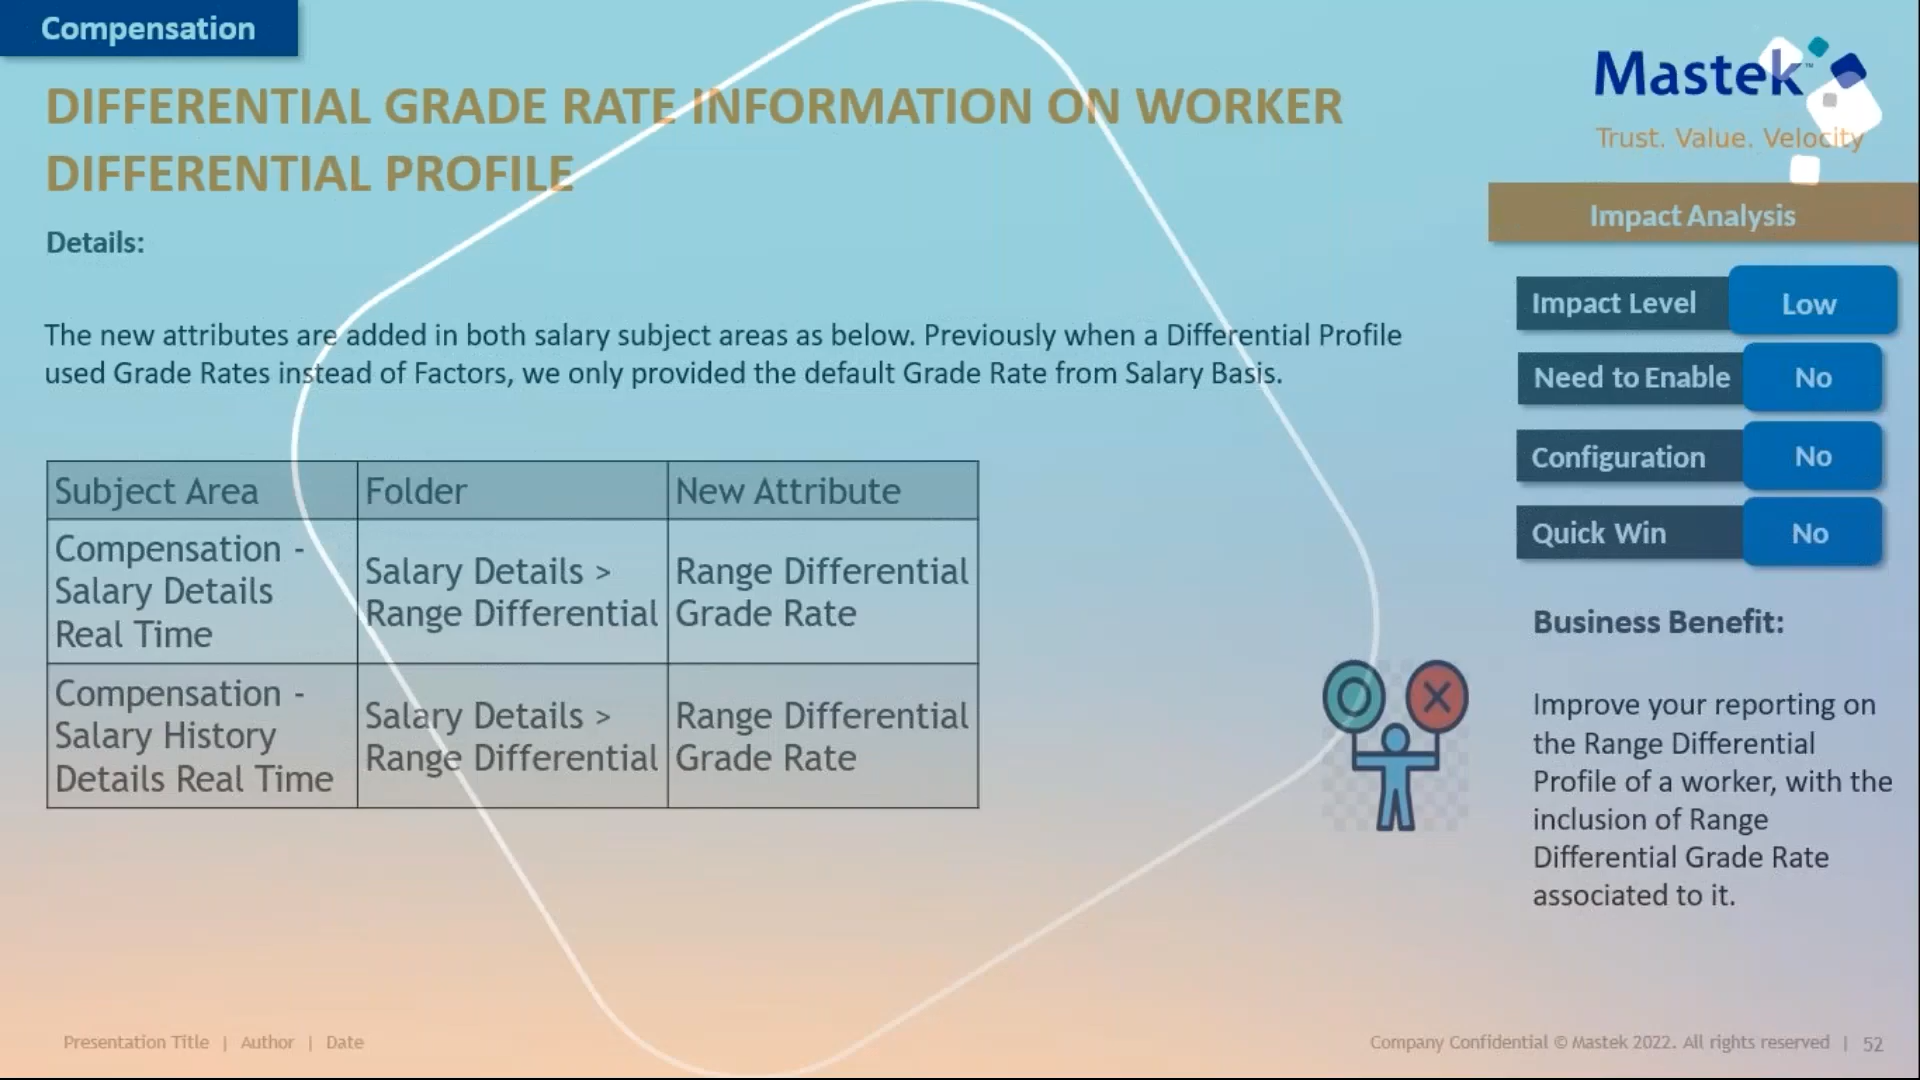 Compensation
DIFFERENTIAL GRADE RATE INFORMATION ON WORKER
DIFFERENTIAL PROFILE
Details:
The new attributes are added in both salary subject areas as below. Previously when a Differential Profile
used Grade Rates instead of Factors, we only provided the default Grade Rate from Salary Basis.
Subject Area
Folder
New Attribute
Compensation -
Salary Details
Real Time
Salary Details >
Range Differential
Range Differential
Grade Rate
Compensation -
Salary History
Details Real Time
Salary Details >
Range Differential
Range Differential
Grade Rate
Mastek™
Trust. Value. Velocity
Impact Analysis
Impact Level Low
Need to Enable No
Configuration No
Quick Win No
Business Benefit:
Improve your reporting on
the Range Differential
Profile of a worker, with the
inclusion of Range
Differential Grade Rate
associated to it.
Presentation Title | Author | Date
Company Confidential © Mastek 2022. All rights reserved | 52